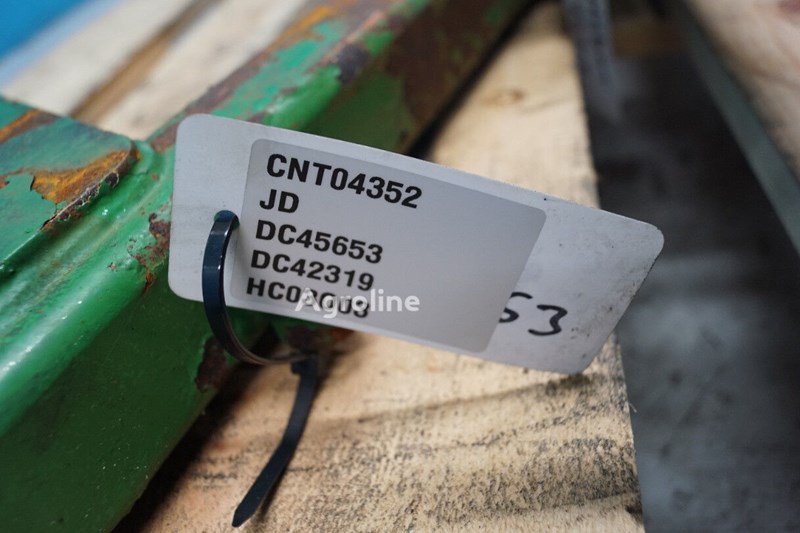 CNT04352
JD
DC45653
DC42319
53
Agroline